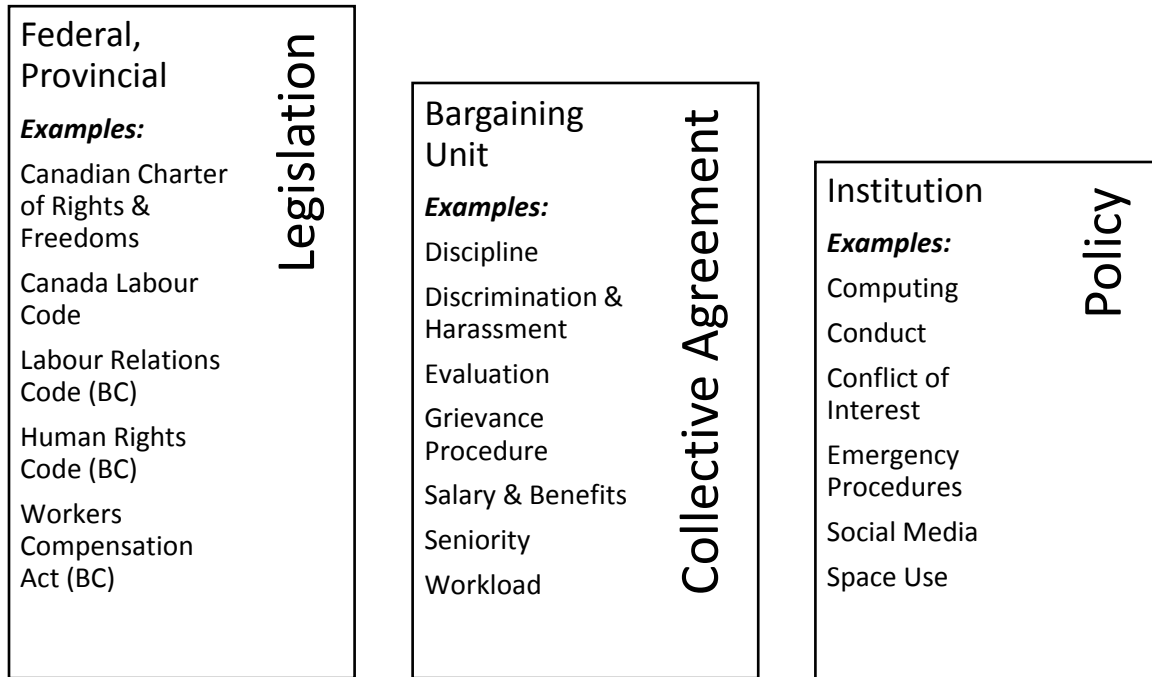 Federal,
Provincial
Examples:
Canadian Charter
of Rights &
Freedoms
Canada Labour
Code
Labour Relations
Code (BC)
Human Rights
Code (BC)
Workers
Compensation
Act (BC)
Legislation
Bargaining
Unit
Examples:
Discipline
Discrimination &
Harassment
Evaluation
Grievance
Procedure
Salary & Benefits
Seniority
Workload
Collective Agreement
Institution
Examples:
Computing
Conduct
Conflict of
Interest
Emergency
Procedures
Social Media
Space Use
Policy